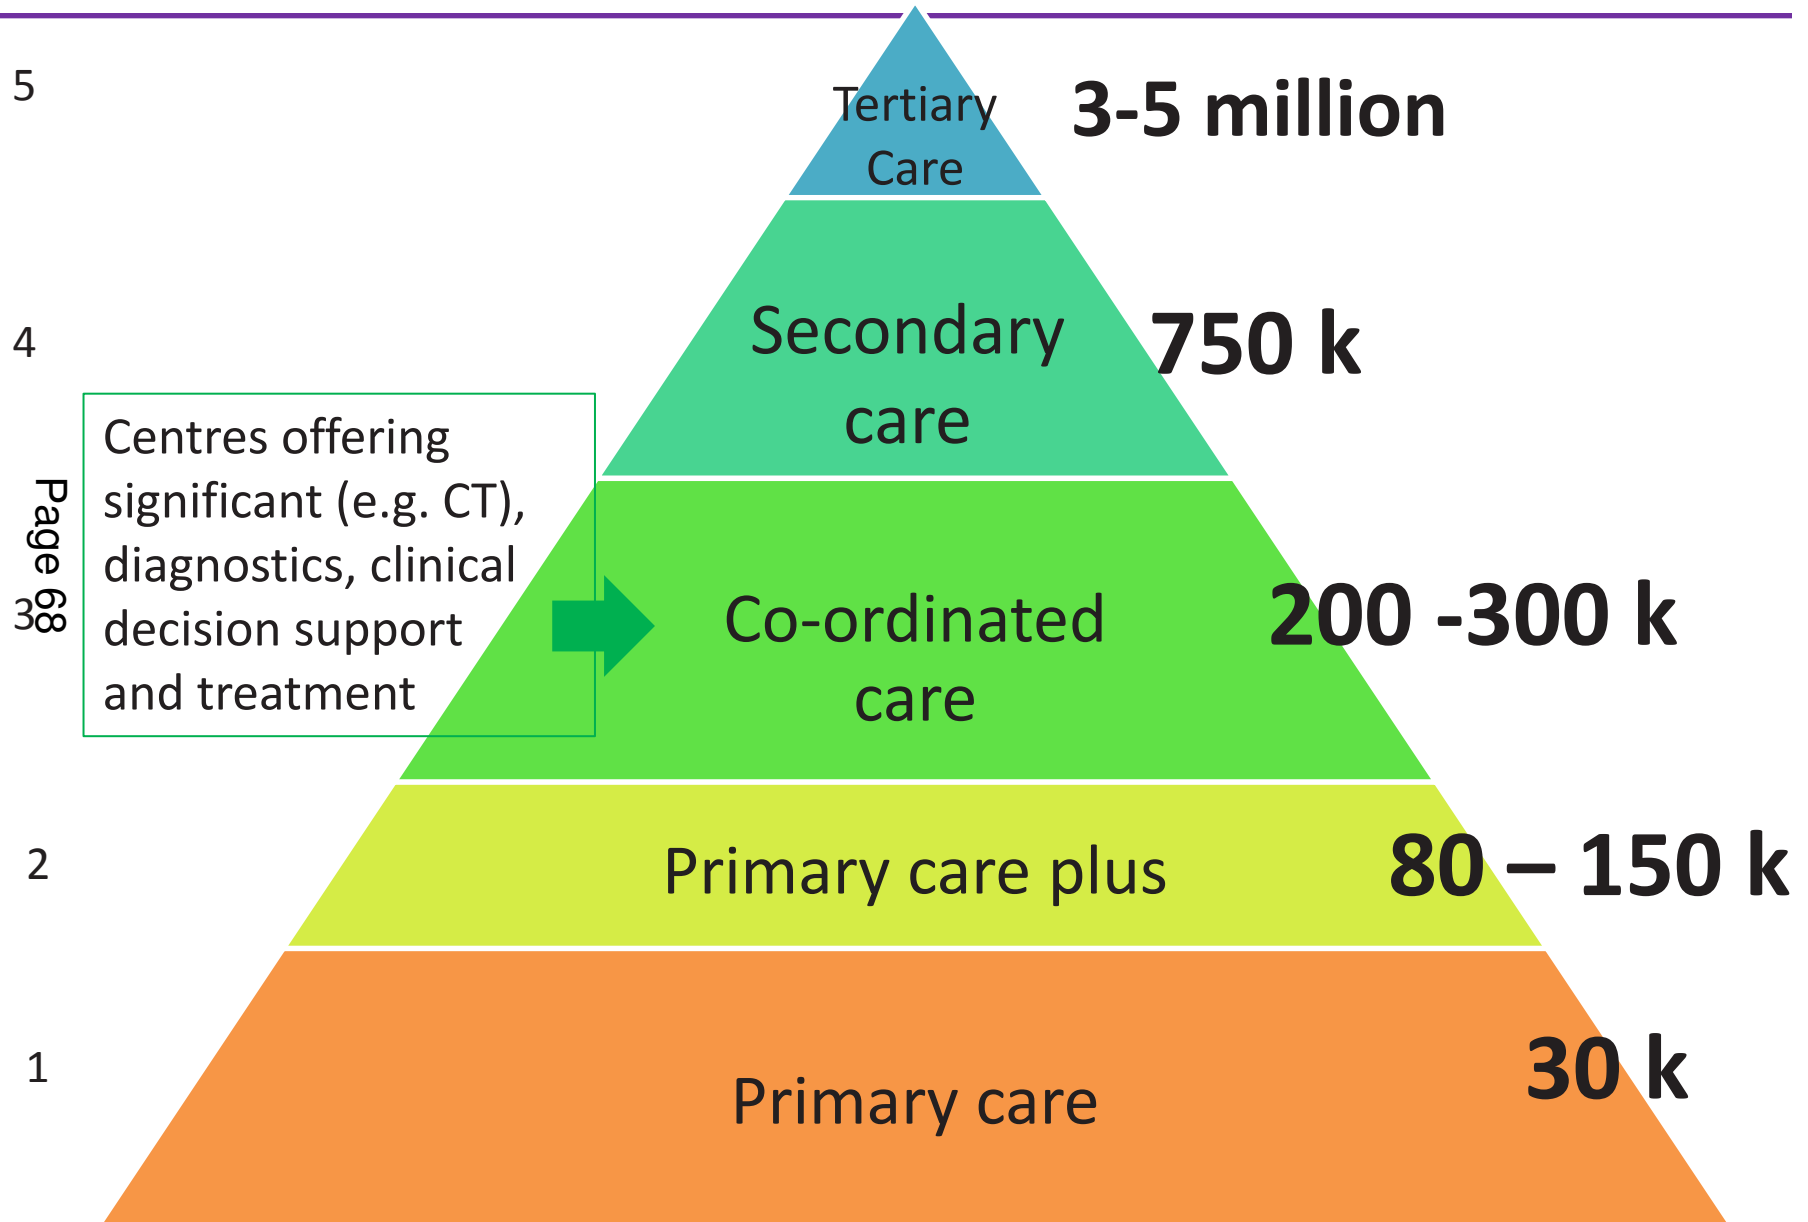 5
Tertiary
Care
3-5 million
4
Secondary
care
750 k
Centres offering
significant (e.g. CT),
diagnostics, clinical
decision support
and treatment
Page 68
3
Co-ordinated
care
200 -300 k
2
Primary care plus
80 – 150 k
1
Primary care
30 k